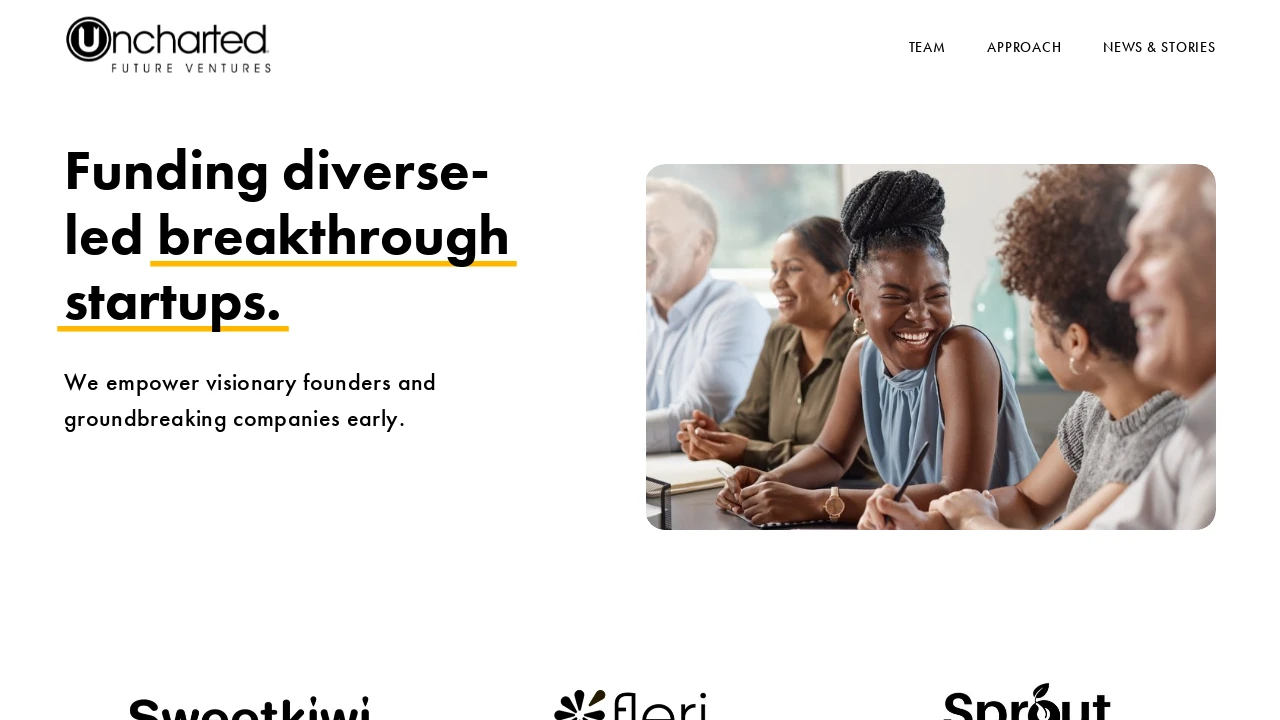 Uncharted
FUTURE VENTURES
TEAM
APPROACH
NEWS & STORIES
Funding diverse-
led breakthrough
startups.
We empower visionary founders and
groundbreaking companies early.
Sweetkiwi
fleri
Sprout